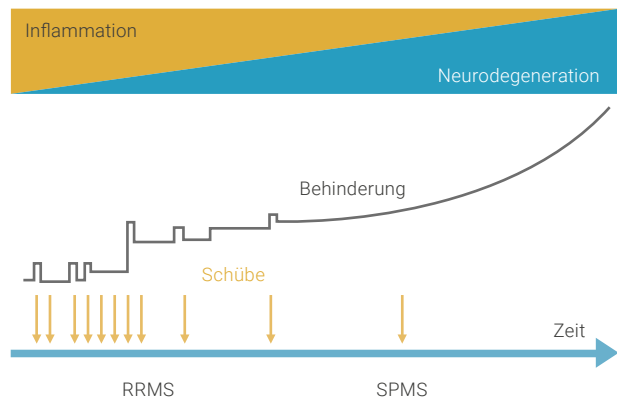 Inflammation
Neurodegeneration
Behinderung
Schübe
Zeit
RRMS
SPMS